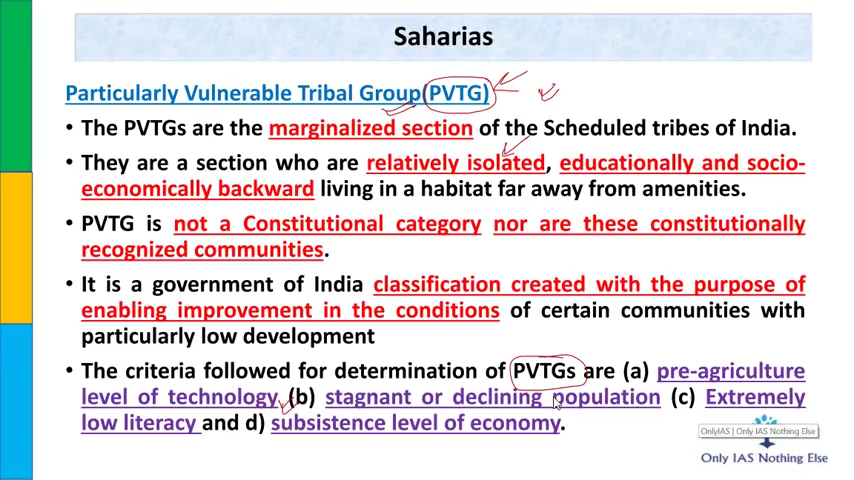 Saharias
Particularly Vulnerable Tribal Group(PVTG)
• The PVTGs are the marginalized section of the Scheduled tribes of India.
• They are a section who are relatively isolated, educationally and socio-
economically backward living in a habitat far away from amenities.
• PVTG is not a Constitutional category nor are these constitutionally
recognized communities.
• It is a government of India classification created with the purpose of
enabling improvement in the conditions of certain communities with
particularly low development
• The criteria followed for determination of PVTGs are (a) pre-agriculture
level of technology (b) stagnant or declining population (c) Extremely
low literacy and d) subsistence level of economy.
OnlyIAS | Only IAS Nothing Else
Only IAS Nothing Else